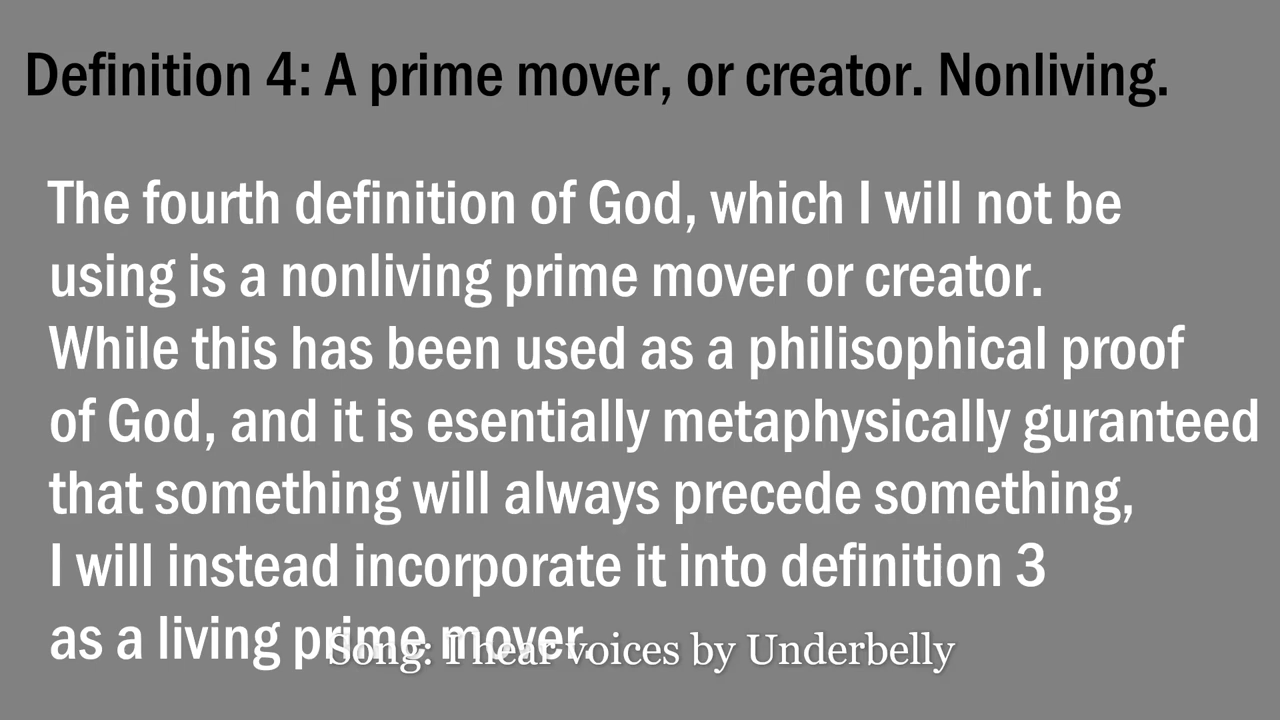 Definition 4: A prime mover, or creator. Nonliving.
The fourth definition of God, which I will not be
using is a nonliving prime mover or creator.
While this has been used as a philisophical proof
of God, and it is esentially metaphysically guranteed
that something will always precede something,
I will instead incorporate it into definition 3
as a living prime mover.
Song: I hear voices by Underbelly